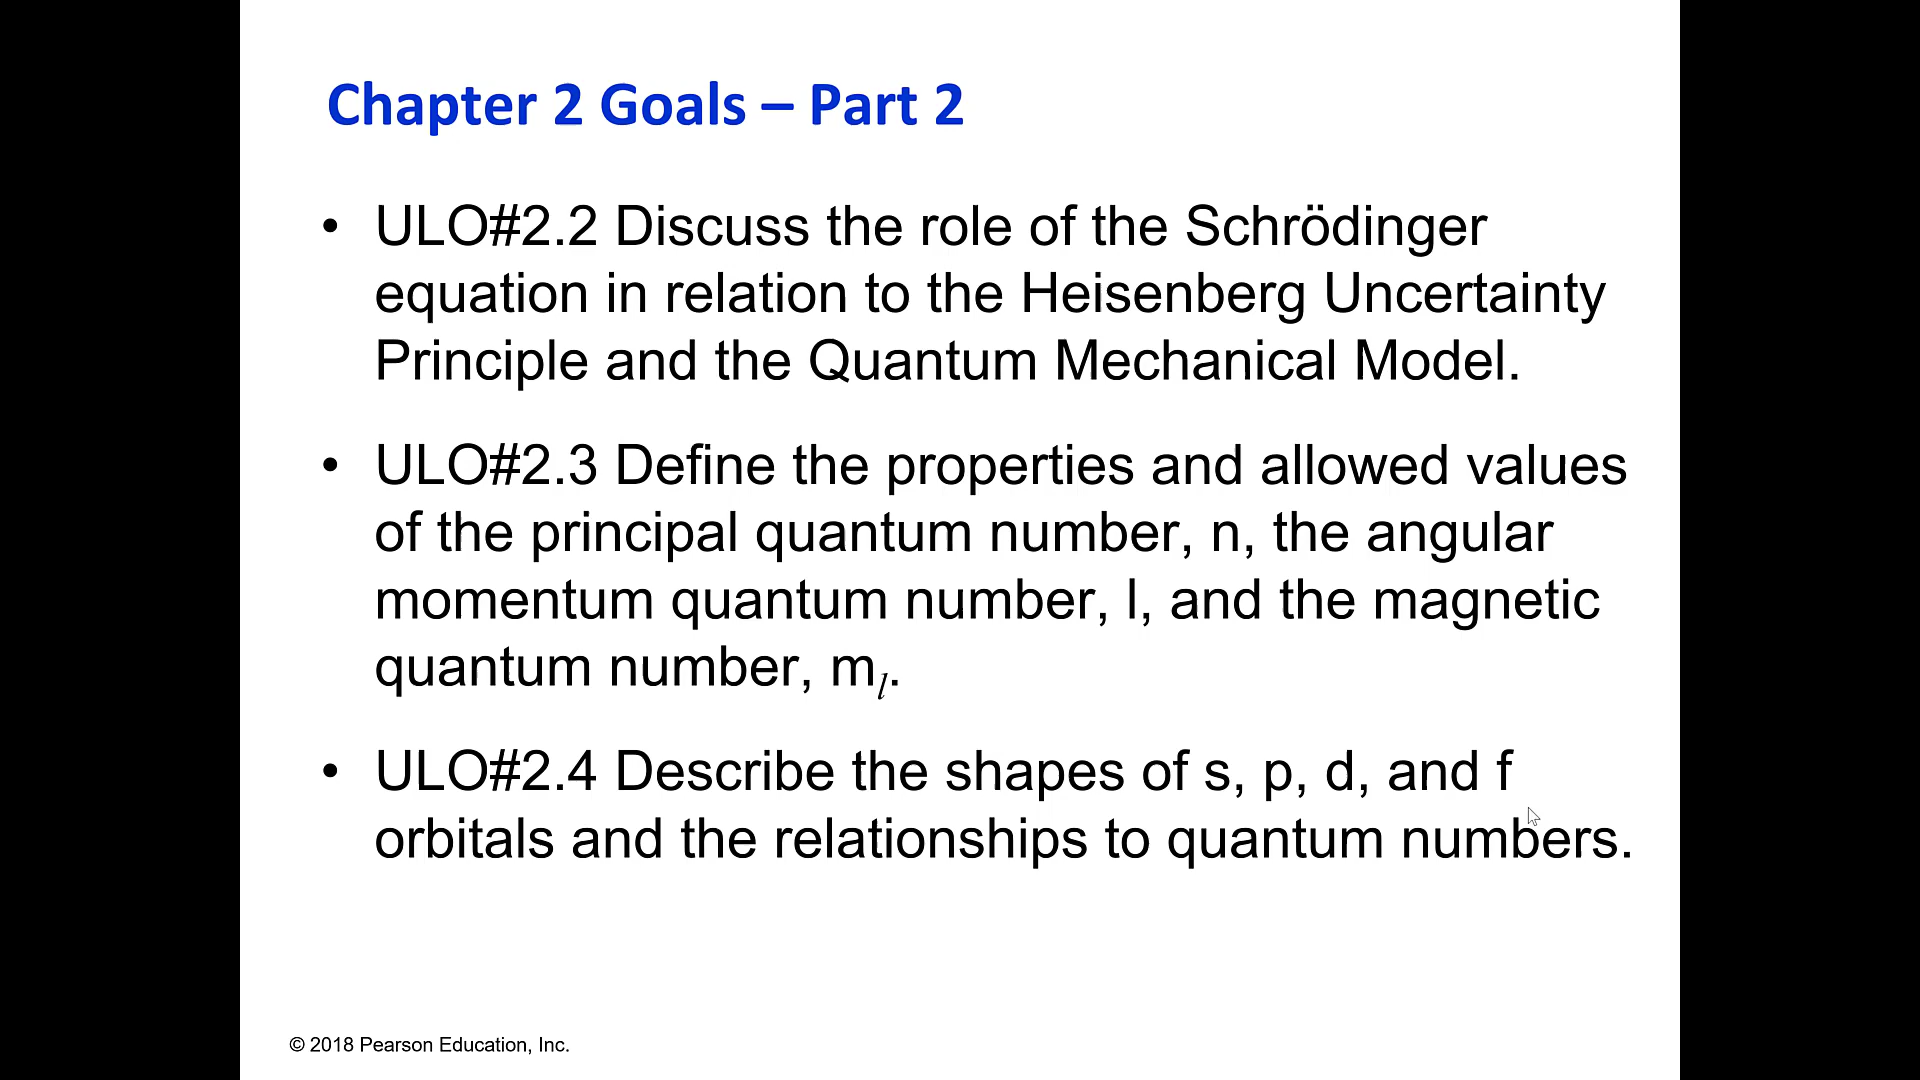 Chapter 2 Goals – Part 2
• ULO#2.2 Discuss the role of the Schrödinger
equation in relation to the Heisenberg Uncertainty
Principle and the Quantum Mechanical Model.
• ULO#2.3 Define the properties and allowed values
of the principal quantum number, n, the angular
momentum quantum number, l, and the magnetic
quantum number, mₗ.
• ULO#2.4 Describe the shapes of s, p, d, and f
orbitals and the relationships to quantum numbers.
© 2018 Pearson Education, Inc.